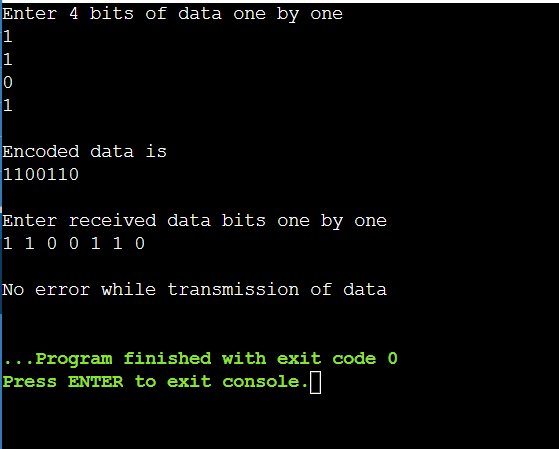 Enter 4 bits of data one by one
1
1
0
1
Encoded data is
1100110
Enter received data bits one by one
1 1 0 0 1 1 0
No error while transmission of data
...Program finished with exit code 0
Press ENTER to exit console.